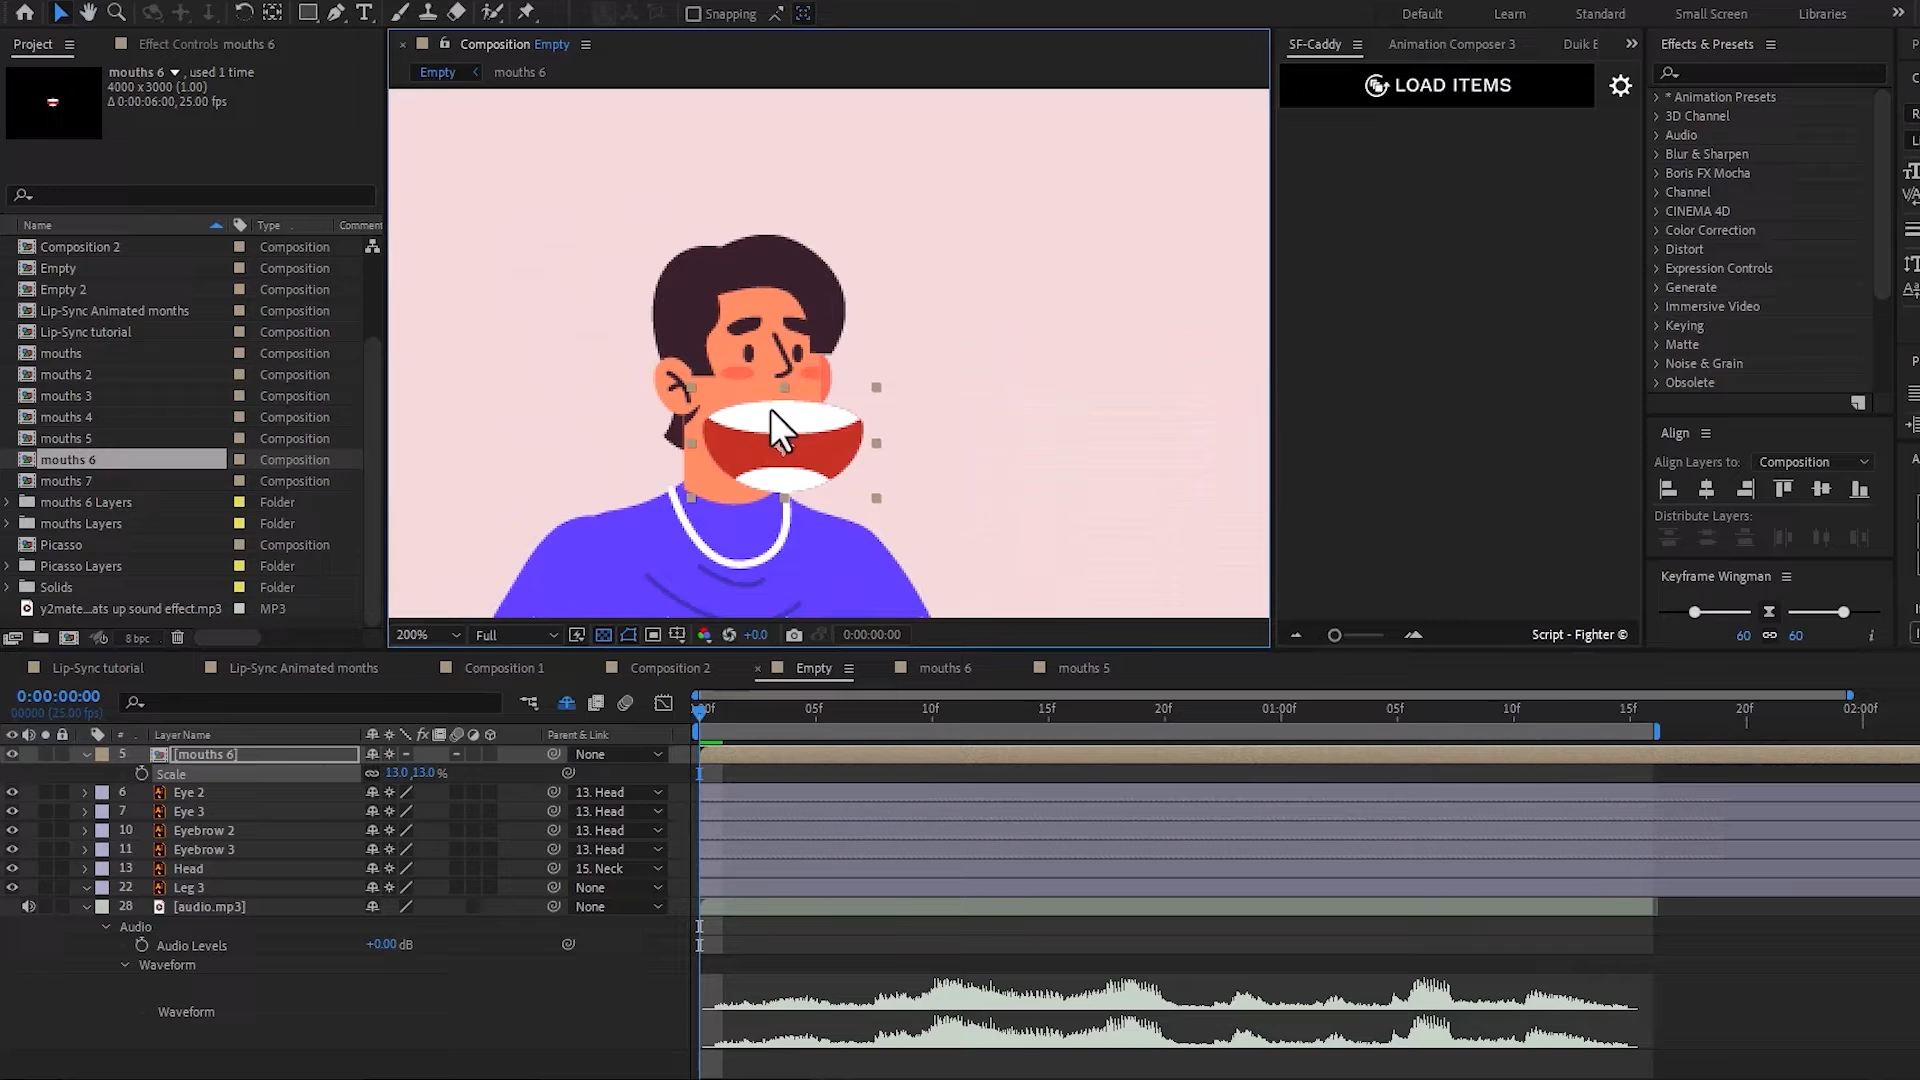 Snapping
Default
Learn
Standard
Small Screen
Libraries
Project
Effect Controls mouths 6
mouths 6 , used 1 time
4000 x 3000 (1.00)
Δ 0:00:06:00, 25.00 fps
Name
Type
Comment
Composition 2
Composition
Empty
Composition
Empty 2
Composition
Lip-Sync Animated months
Composition
Lip-Sync tutorial
Composition
mouths
Composition
mouths 2
Composition
mouths 3
Composition
mouths 4
Composition
mouths 5
Composition
mouths 6
Composition
mouths 7
Composition
mouths 6 Layers
Folder
mouths Layers
Folder
Picasso
Composition
Picasso Layers
Folder
Solids
Folder
y2mate....ats up sound effect.mp3
MP3
8 bpc
Composition Empty
Empty
mouths 6
200%
Full
+0.0
0:00:00:00
SF-Caddy
Animation Composer 3
Duik E
LOAD ITEMS
Script - Fighter ©
Effects & Presets
* Animation Presets
3D Channel
Audio
Blur & Sharpen
Boris FX Mocha
Channel
CINEMA 4D
Color Correction
Distort
Expression Controls
Generate
Immersive Video
Keying
Matte
Noise & Grain
Obsolete
Align
Align Layers to:
Composition
Distribute Layers:
Keyframe Wingman
60
60
Lip-Sync tutorial
Lip-Sync Animated months
Composition 1
Composition 2
Empty
mouths 6
mouths 5
0:00:00:00
00000 (25.00 fps)
05f
10f
15f
20f
01:00f
05f
10f
15f
20f
02:00f
# Layer Name
fx
Parent & Link
5 [mouths 6]
None
Scale
13.0,13.0 %
6 Eye 2
13. Head
7 Eye 3
13. Head
10 Eyebrow 2
13. Head
11 Eyebrow 3
13. Head
13 Head
15. Neck
22 Leg 3
None
28 [audio.mp3]
None
Audio
Audio Levels
+0.00 dB
Waveform
Waveform